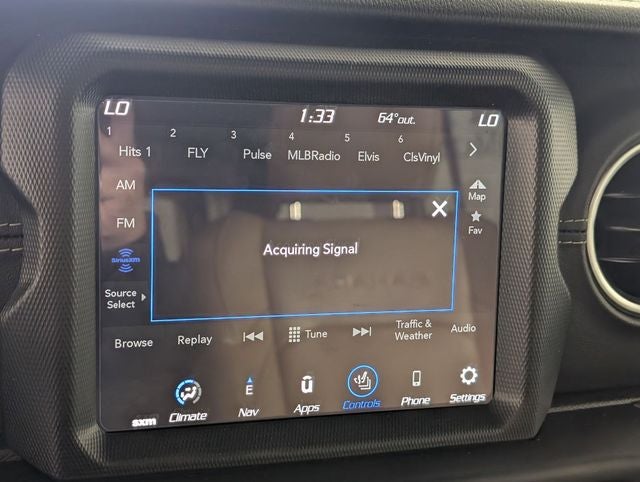 LO 1:33 64°out. LO
1 2 3 4 5 6
Hits 1 FLY Pulse MLBRadio Elvis ClsVinyl
AM
Map
FM
Fav
SiriusXM
Acquiring Signal
Source
Select
Browse Replay Tune Traffic &
Weather Audio
E
Climate Nav Apps Controls Phone Settings
sxm